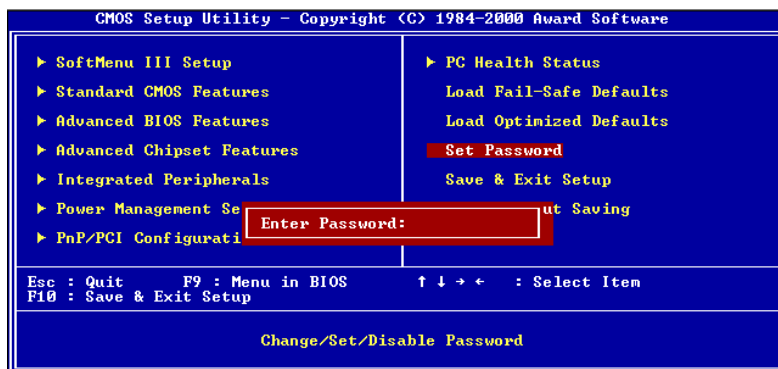 CMOS Setup Utility - Copyright (C) 1984-2000 Award Software
▶ SoftMenu III Setup
▶ Standard CMOS Features
▶ Advanced BIOS Features
▶ Advanced Chipset Features
▶ Integrated Peripherals
▶ Power Management Se
▶ PnP/PCI Configurati
▶ PC Health Status
Load Fail-Safe Defaults
Load Optimized Defaults
Set Password
Save & Exit Setup
ut Saving
Enter Password:
Esc : Quit F9 : Menu in BIOS ↑ ↓ → ← : Select Item
F10 : Save & Exit Setup
Change/Set/Disable Password